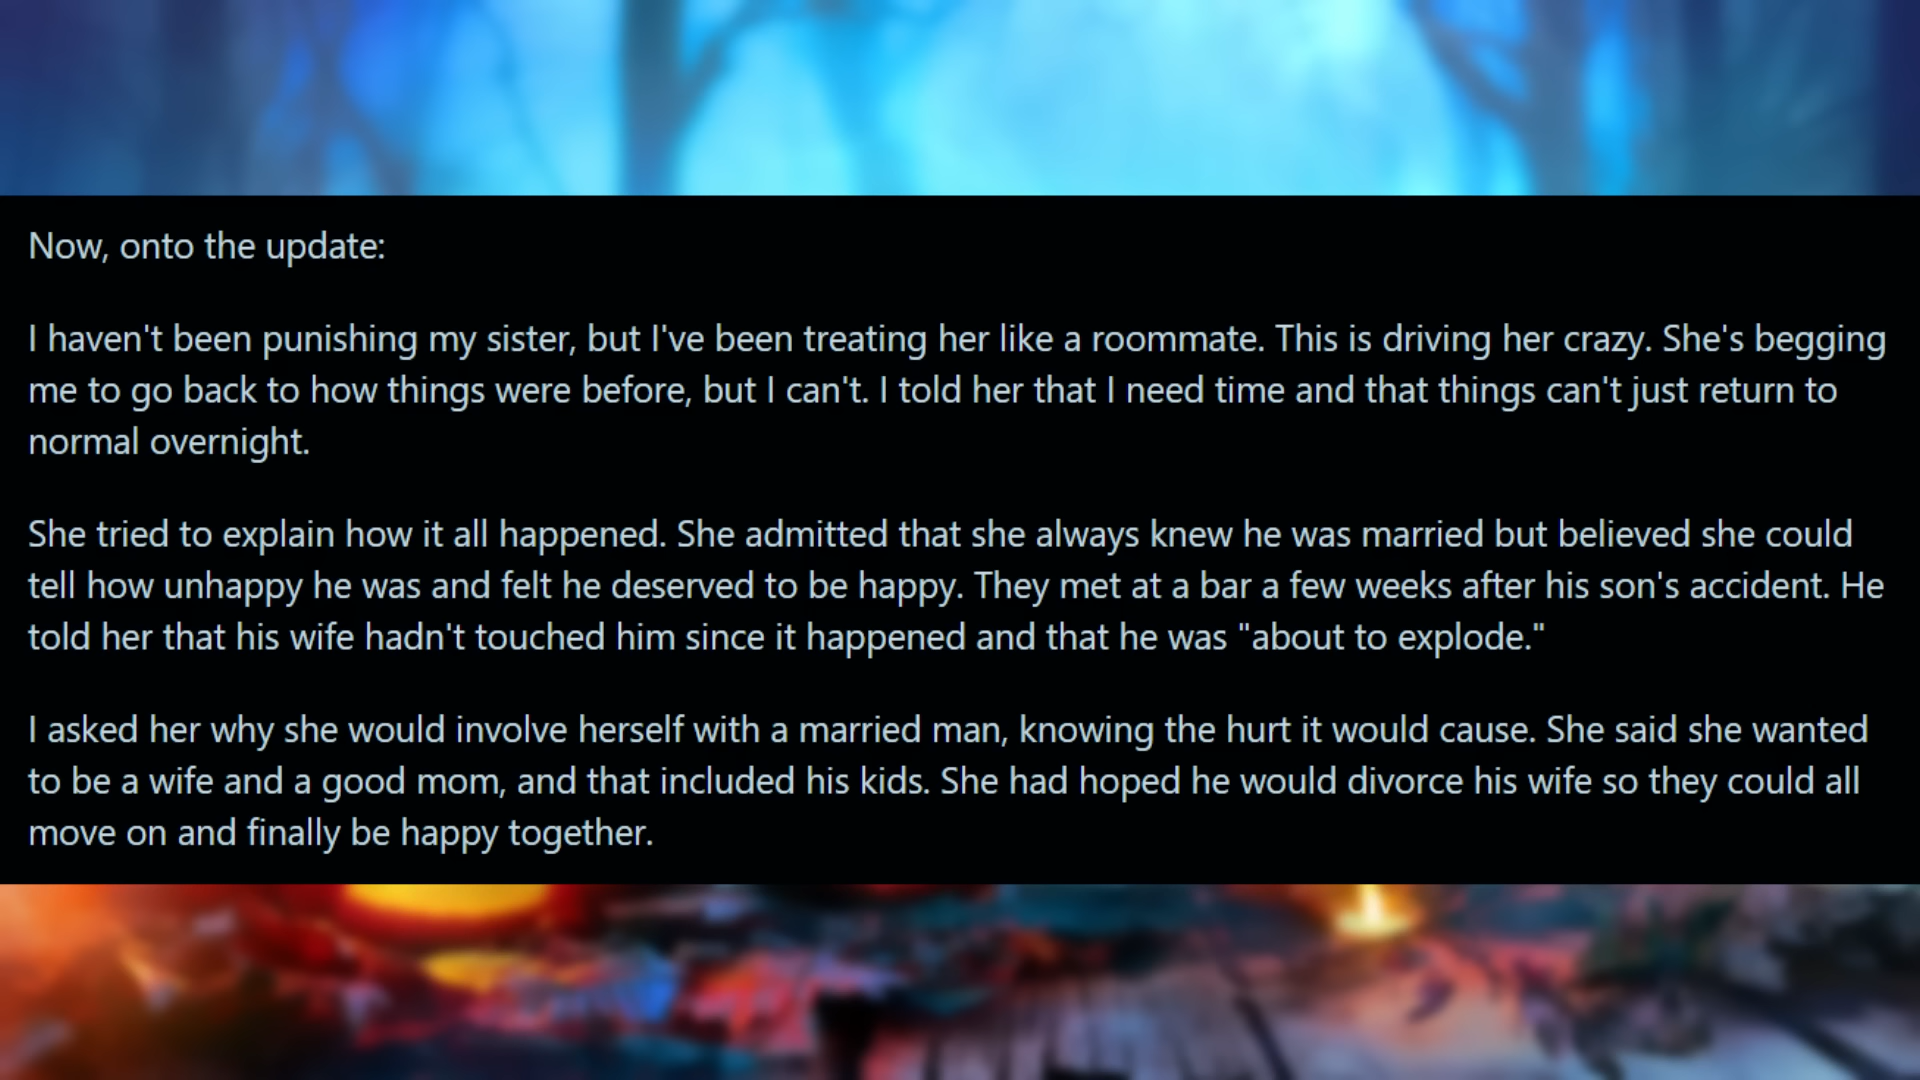 Now, onto the update:
I haven't been punishing my sister, but I've been treating her like a roommate. This is driving her crazy. She's begging
me to go back to how things were before, but I can't. I told her that I need time and that things can't just return to
normal overnight.
She tried to explain how it all happened. She admitted that she always knew he was married but believed she could
tell how unhappy he was and felt he deserved to be happy. They met at a bar a few weeks after his son's accident. He
told her that his wife hadn't touched him since it happened and that he was "about to explode."
I asked her why she would involve herself with a married man, knowing the hurt it would cause. She said she wanted
to be a wife and a good mom, and that included his kids. She had hoped he would divorce his wife so they could all
move on and finally be happy together.